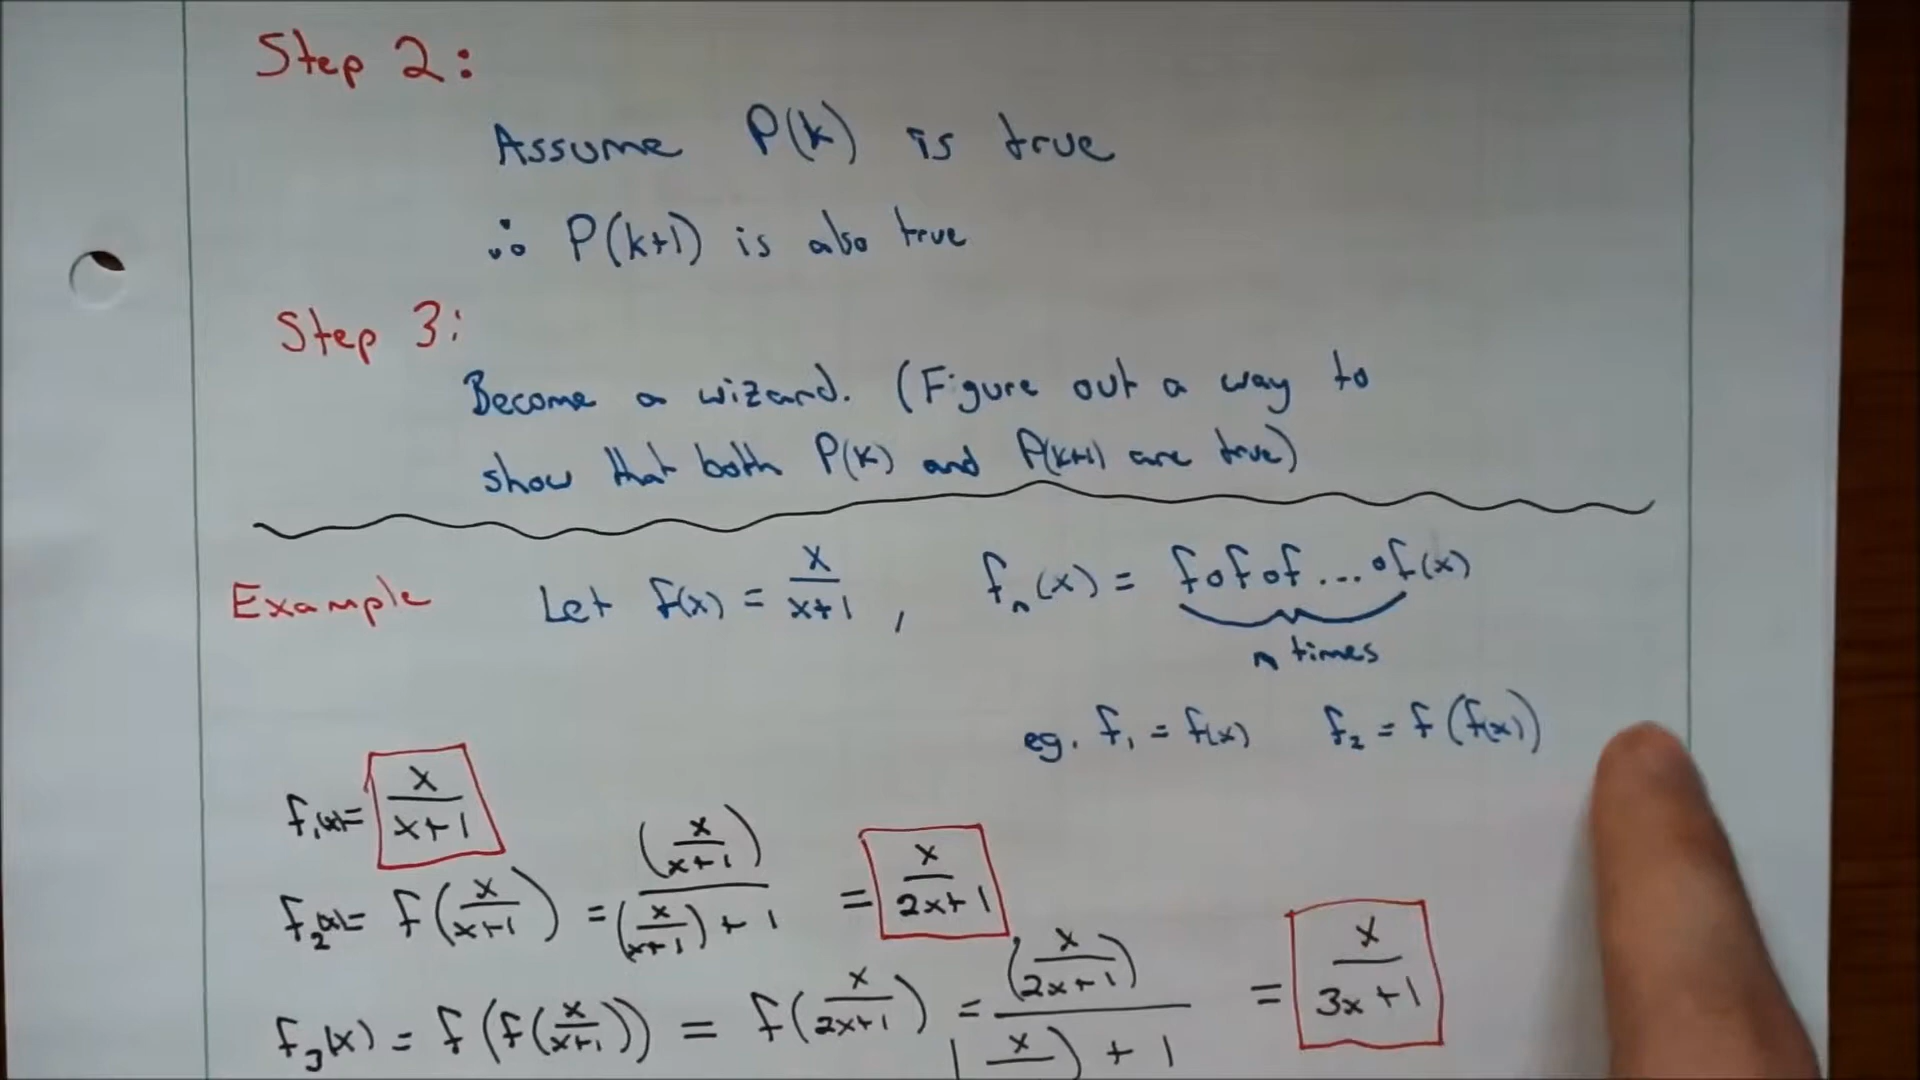 Step 2:
Assume P(k) is true
∴ P(k+1) is also true
Step 3:
Become a wizard. (Figure out a way to
show that both P(k) and P(k+1) are true)
Example Let f(x) = x/(x+1) , fₙ(x) = f∘f∘f∘...∘f(x)
n times
eg. f₁ = f(x) f₂ = f(f(x))
f₁(x) = x/(x+1)
f₂(x) = f(x/(x+1)) = (x/(x+1))/((x/(x+1)) + 1) = x/(2x+1)
f₃(x) = f(f(x/(x+1))) = f(x/(2x+1)) = (x/(2x+1))/((x/ ) + 1) = x/(3x+1)